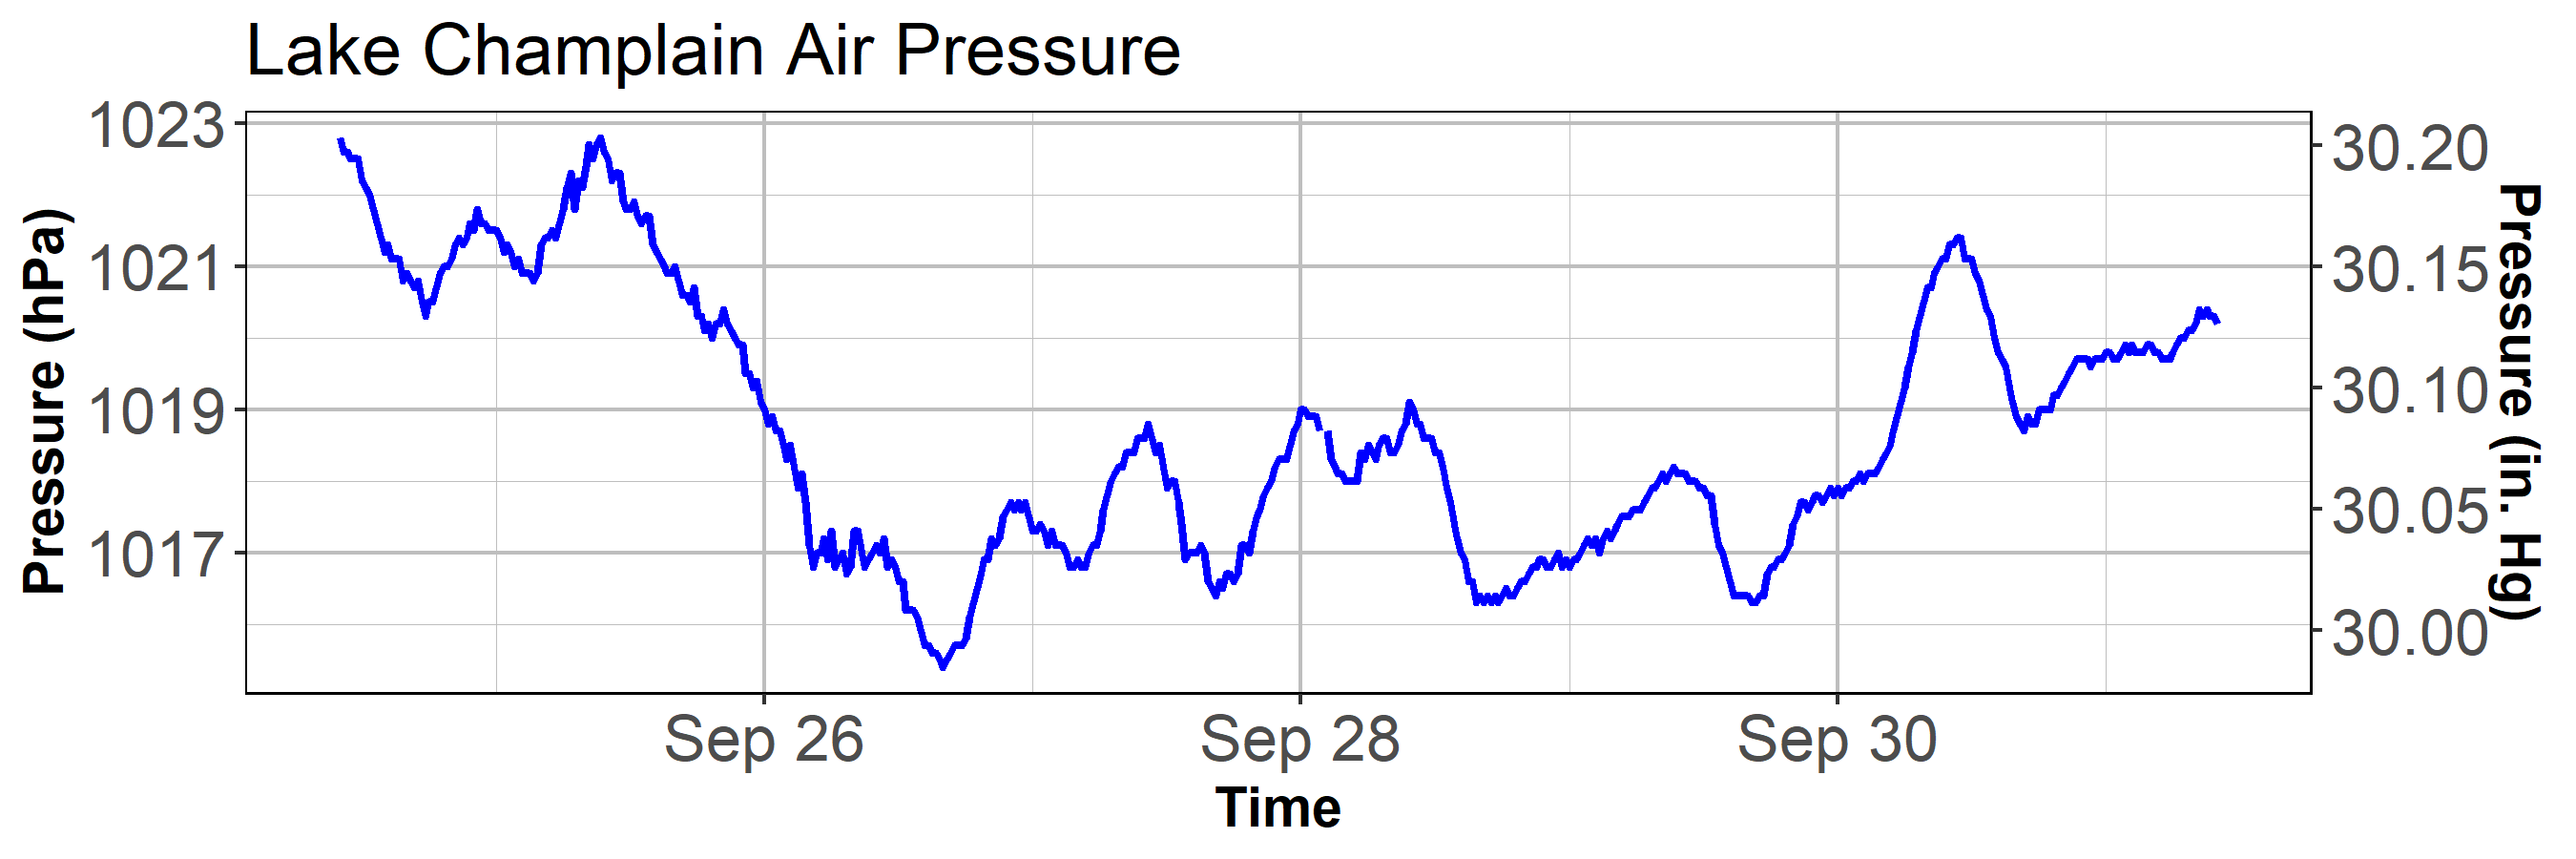 Lake Champlain Air Pressure
1023
1021
1019
1017
Pressure (hPa)
30.20
30.15
30.10
30.05
30.00
Pressure (in. Hg)
Sep 26
Sep 28
Sep 30
Time